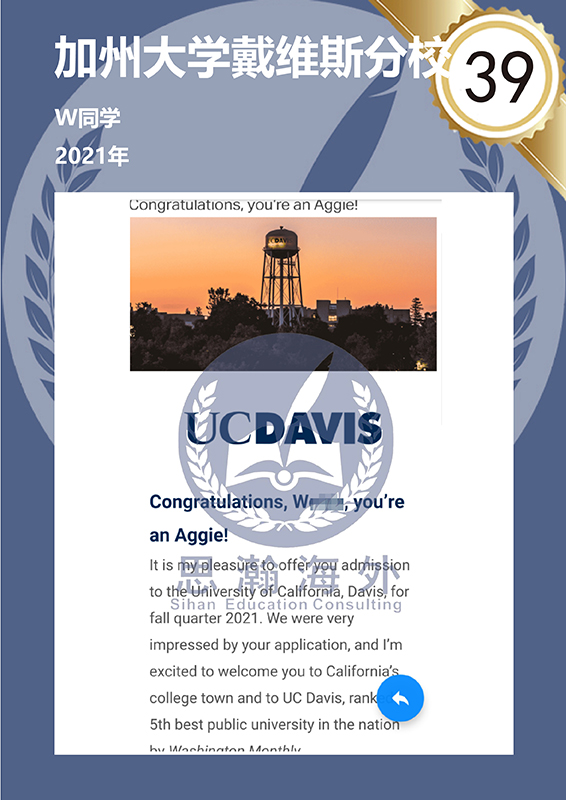 加州大学戴维斯分校
39
W同学
2021年
Congratulations, you're an Aggie!
UC DAVIS
UCDAVIS
Congratulations, W, you're
an Aggie!
It is my pleasure to offer you admission
思瀚海外
to the University of California, Davis, for
Sihan Education Consulting
fall quarter 2021. We were very
impressed by your application, and I'm
excited to welcome you to California's
college town and to UC Davis, ranked
5th best public university in the nation
by Washington Monthly